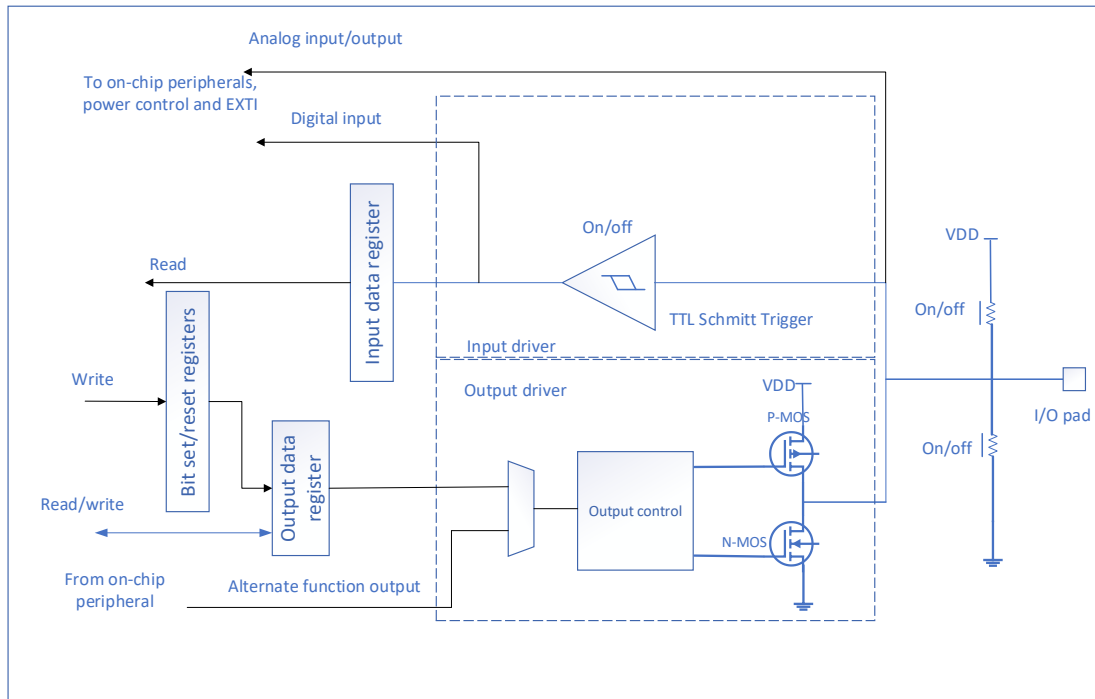 Analog input/output
To on-chip peripherals,
power control and EXTI
Digital input
On/off
Input data register
VDD
Read
On/off
TTL Schmitt Trigger
Bit set/reset registers
Input driver
Write
Output driver
VDD
P-MOS
I/O pad
On/off
Output data
register
Read/write
Output control
N-MOS
From on-chip
peripheral
Alternate function output